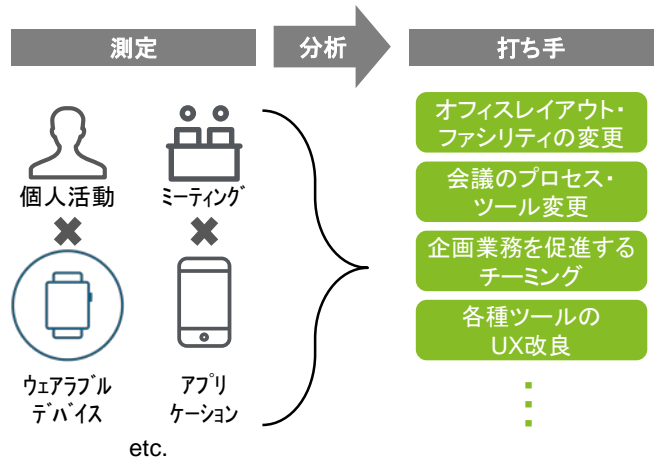 測定
分析
打ち手
個人活動
ミーティング
ウェアラブル
デバイス
アプリ
ケーション
etc.
オフィスレイアウト・
ファシリティの変更
会議のプロセス・
ツール変更
企画業務を促進する
チーミング
各種ツールの
UX改良